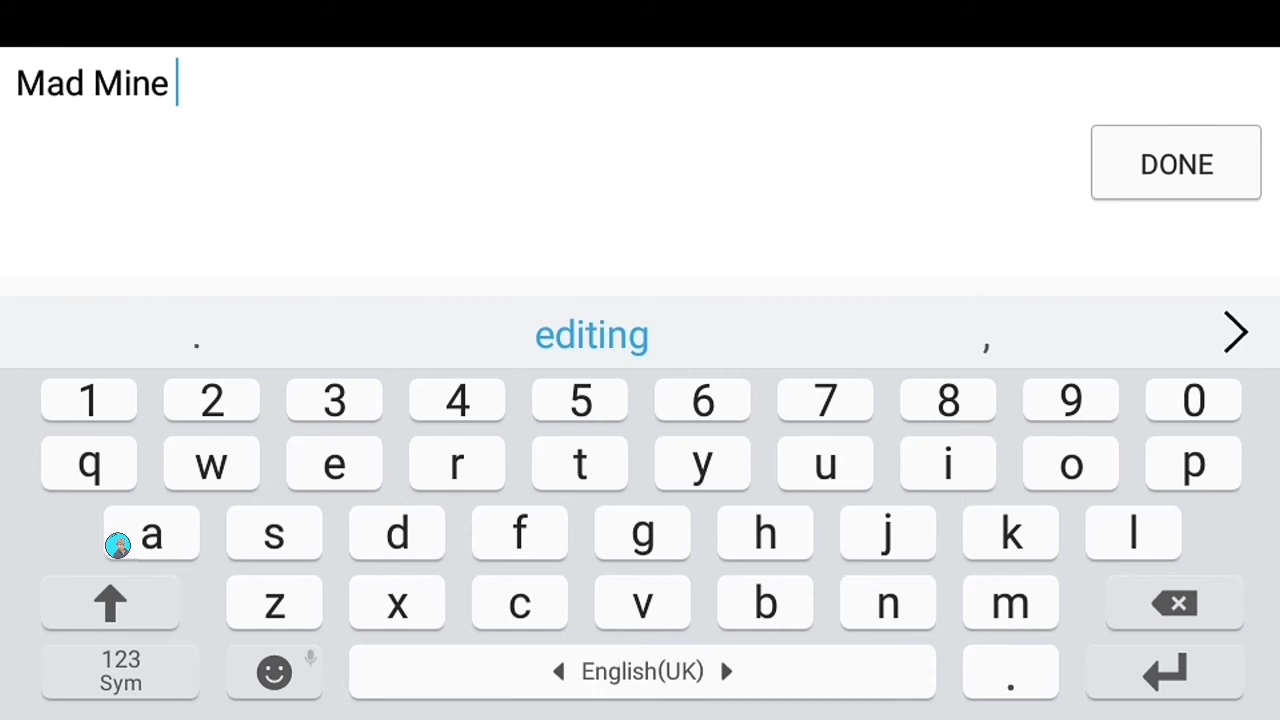 Mad Mine
DONE
. editing ,
1 2 3 4 5 6 7 8 9 0
q w e r t y u i o p
a s d f g h j k l
z x c v b n m
123
Sym
English(UK)
.